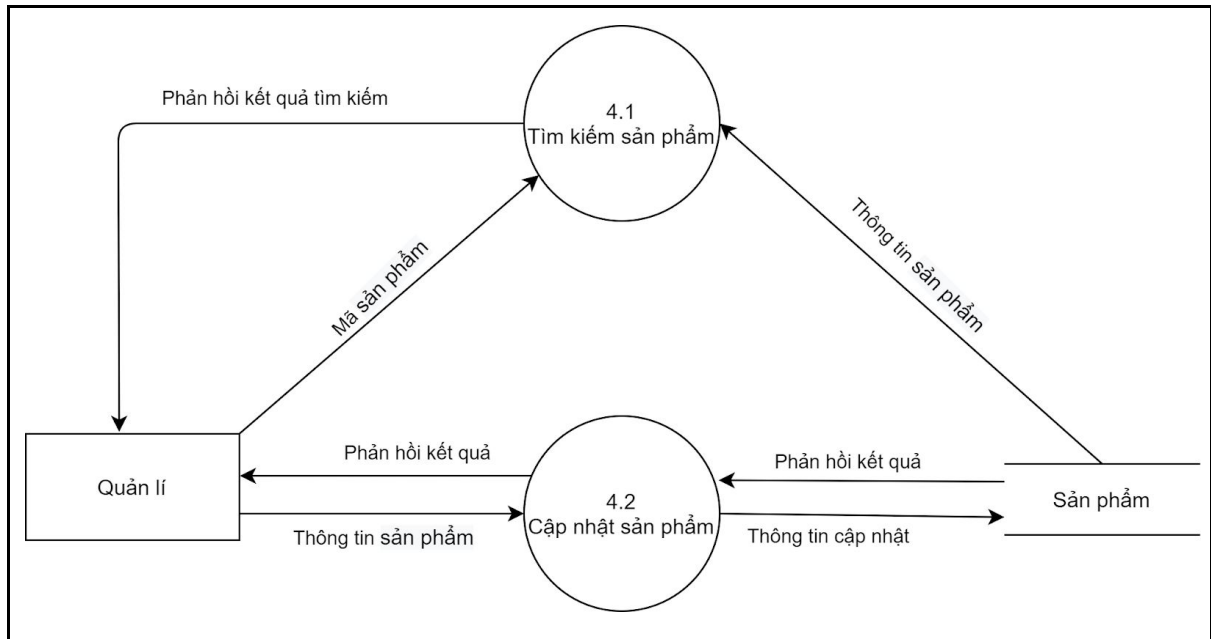 Phản hồi kết quả tìm kiếm
4.1
Tìm kiếm sản phẩm
Mã sản phẩm
Thông tin sản phẩm
Quản lí
Phản hồi kết quả
Thông tin sản phẩm
4.2
Cập nhật sản phẩm
Phản hồi kết quả
Thông tin cập nhật
Sản phẩm